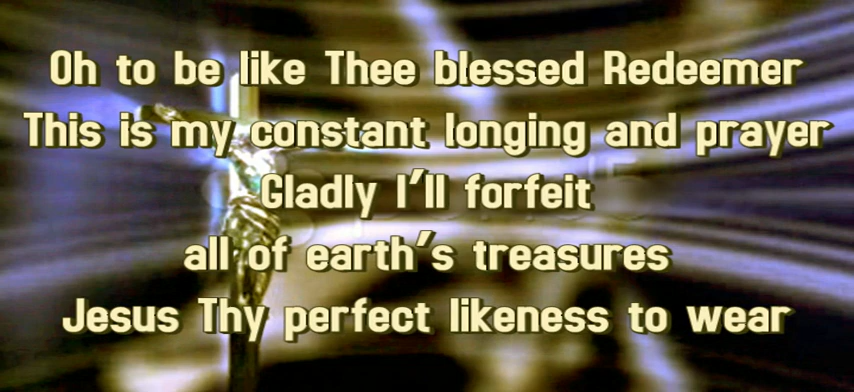 Oh to be like Thee blessed Redeemer
This is my constant longing and prayer
Gladly I'll forfeit
all of earth's treasures
Jesus Thy perfect likeness to wear